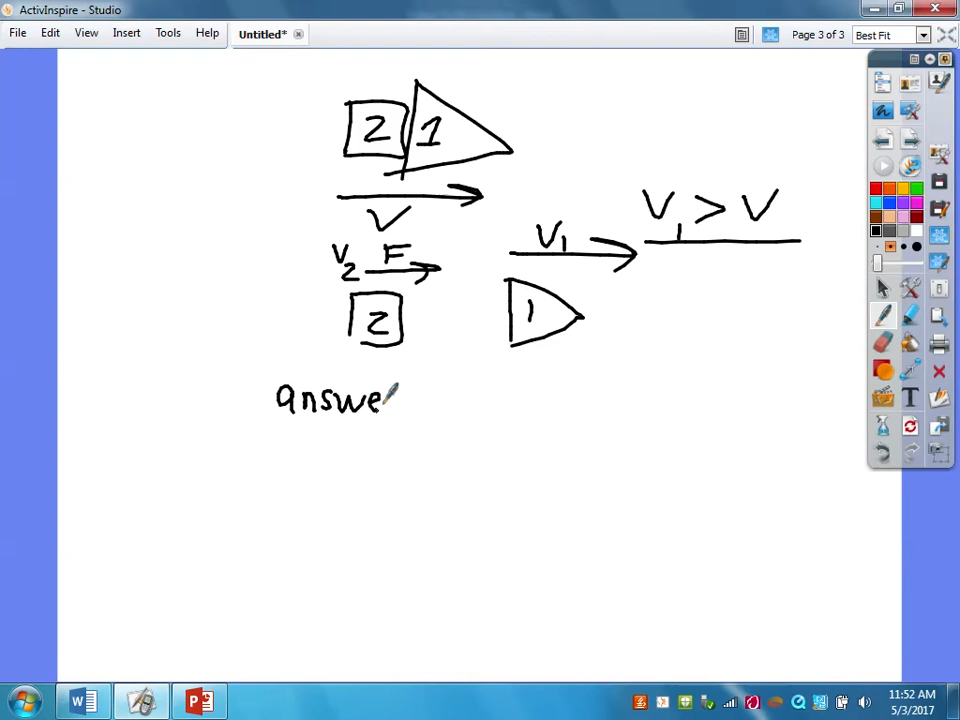 ActivInspire - Studio
File Edit View Insert Tools Help Untitled* Page 3 of 3 Best Fit
2 1
V
V₁ > V
V₂ F
V₁
2 1
answe
T
W P 11:52 AM
5/3/2017